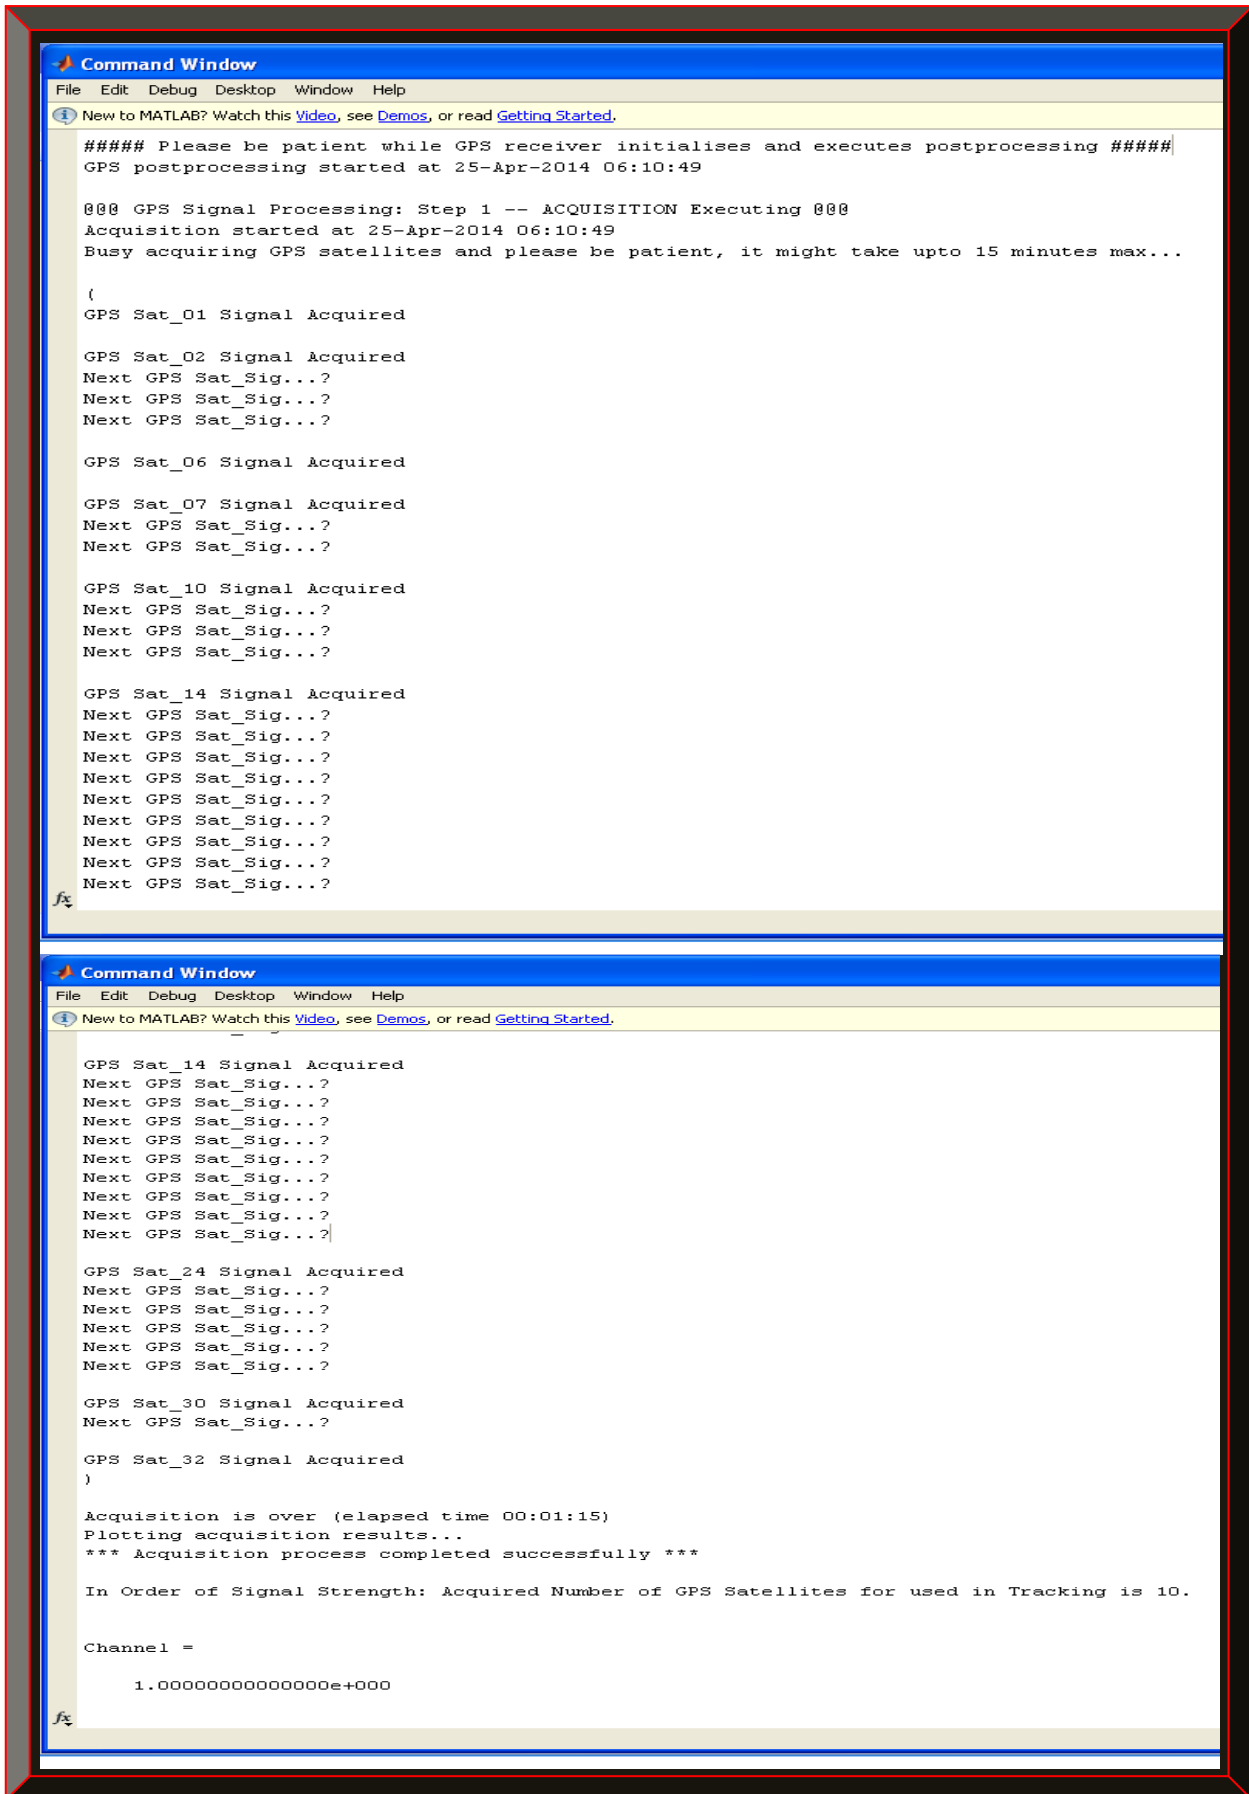 Command Window
File Edit Debug Desktop Window Help
New to MATLAB? Watch this Video, see Demos, or read Getting Started.
##### Please be patient while GPS receiver initialises and executes postprocessing #####
GPS postprocessing started at 25-Apr-2014 06:10:49
@@@ GPS Signal Processing: Step 1 -- ACQUISITION Executing @@@
Acquisition started at 25-Apr-2014 06:10:49
Busy acquiring GPS satellites and please be patient, it might take upto 15 minutes max...
(
GPS Sat_01 Signal Acquired
GPS Sat_02 Signal Acquired
Next GPS Sat_Sig...?
Next GPS Sat_Sig...?
Next GPS Sat_Sig...?
GPS Sat_06 Signal Acquired
GPS Sat_07 Signal Acquired
Next GPS Sat_Sig...?
Next GPS Sat_Sig...?
GPS Sat_10 Signal Acquired
Next GPS Sat_Sig...?
Next GPS Sat_Sig...?
Next GPS Sat_Sig...?
GPS Sat_14 Signal Acquired
Next GPS Sat_Sig...?
Next GPS Sat_Sig...?
Next GPS Sat_Sig...?
Next GPS Sat_Sig...?
Next GPS Sat_Sig...?
Next GPS Sat_Sig...?
Next GPS Sat_Sig...?
Next GPS Sat_Sig...?
Next GPS Sat_Sig...?
fx
Command Window
File Edit Debug Desktop Window Help
New to MATLAB? Watch this Video, see Demos, or read Getting Started.
GPS Sat_14 Signal Acquired
Next GPS Sat_Sig...?
Next GPS Sat_Sig...?
Next GPS Sat_Sig...?
Next GPS Sat_Sig...?
Next GPS Sat_Sig...?
Next GPS Sat_Sig...?
Next GPS Sat_Sig...?
Next GPS Sat_Sig...?
Next GPS Sat_Sig...?
GPS Sat_24 Signal Acquired
Next GPS Sat_Sig...?
Next GPS Sat_Sig...?
Next GPS Sat_Sig...?
Next GPS Sat_Sig...?
Next GPS Sat_Sig...?
GPS Sat_30 Signal Acquired
Next GPS Sat_Sig...?
GPS Sat_32 Signal Acquired
)
Acquisition is over (elapsed time 00:01:15)
Plotting acquisition results...
*** Acquisition process completed successfully ***
In Order of Signal Strength: Acquired Number of GPS Satellites for used in Tracking is 10.
Channel =
1.00000000000000e+000
fx